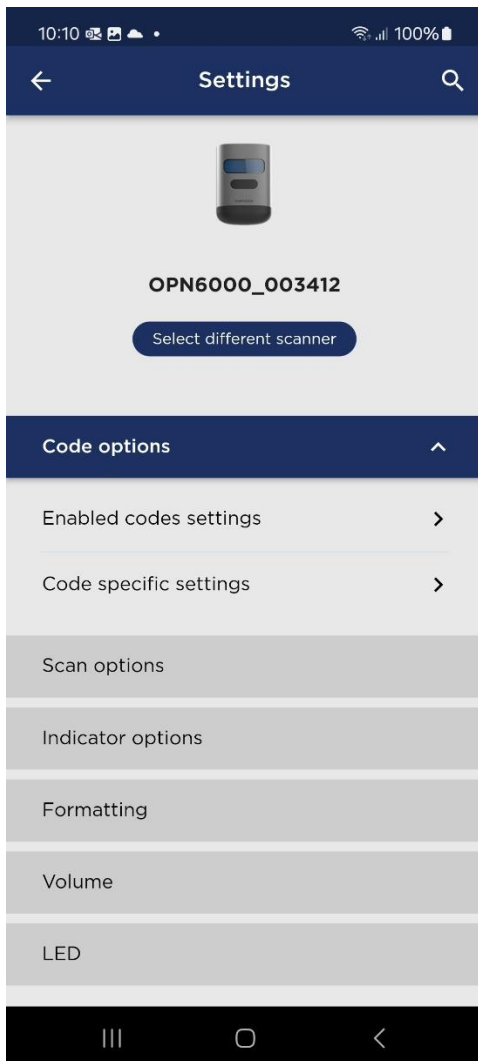 10:10
100%
Settings
OPN6000_003412
Select different scanner
Code options
Enabled codes settings
Code specific settings
Scan options
Indicator options
Formatting
Volume
LED